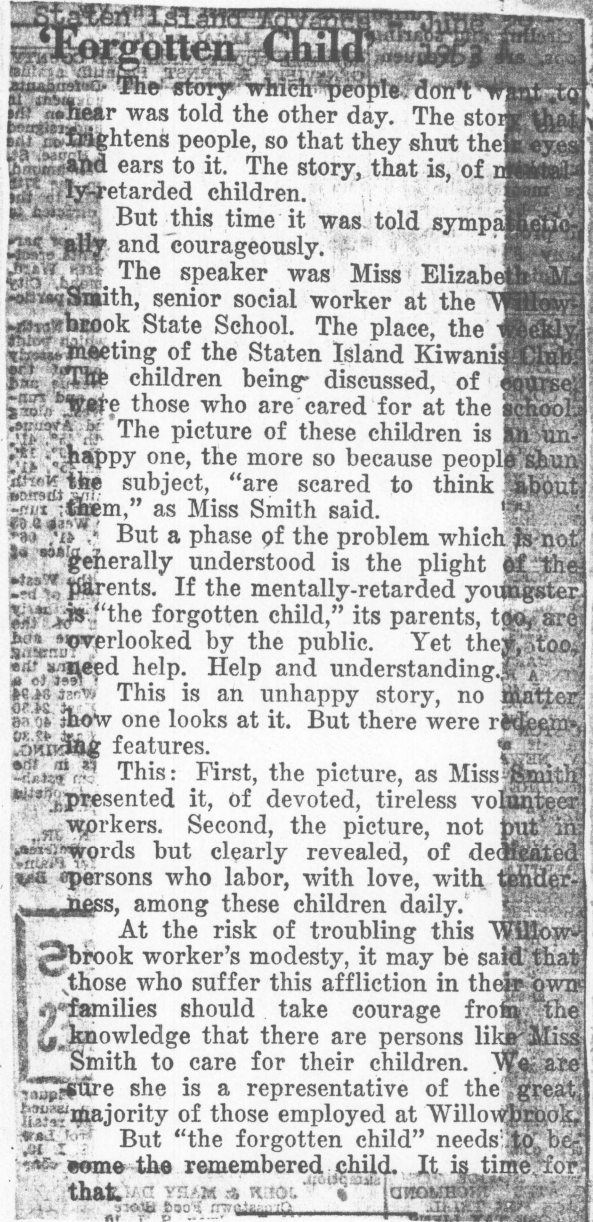 Staten Island Advance June
'Forgotten Child' 1953
The story which people don't want to
hear was told the other day. The story that
frightens people, so that they shut their eyes
and ears to it. The story, that is, of mental-
ly-retarded children.
But this time it was told sympathetic-
ally and courageously.
The speaker was Miss Elizabeth M.
Smith, senior social worker at the Willow-
brook State School. The place, the weekly
meeting of the Staten Island Kiwanis Club.
The children being discussed, of course,
were those who are cared for at the school.
The picture of these children is an un-
happy one, the more so because people shun
the subject, "are scared to think about
them," as Miss Smith said.
But a phase of the problem which is not
generally understood is the plight of the
parents. If the mentally-retarded youngster
is "the forgotten child," its parents, too, are
overlooked by the public. Yet they, too,
need help. Help and understanding.
This is an unhappy story, no matter
how one looks at it. But there were redeem-
ing features.
This: First, the picture, as Miss Smith
presented it, of devoted, tireless volunteer
workers. Second, the picture, not put in
words but clearly revealed, of dedicated
persons who labor, with love, with tender-
ness, among these children daily.
At the risk of troubling this Willow-
brook worker's modesty, it may be said that
those who suffer this affliction in their own
families should take courage from the
knowledge that there are persons like Miss
Smith to care for their children. We are
sure she is a representative of the great
majority of those employed at Willowbrook.
But "the forgotten child" needs to be-
come the remembered child. It is time for
that.